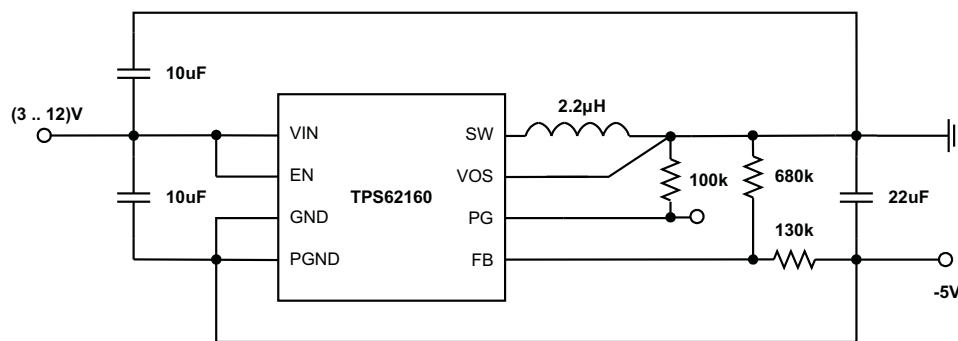 10uF
(3 .. 12)V
2.2µH
VIN
SW
EN
VOS
TPS62160
10uF
100k
680k
22uF
GND
PG
130k
PGND
FB
-5V